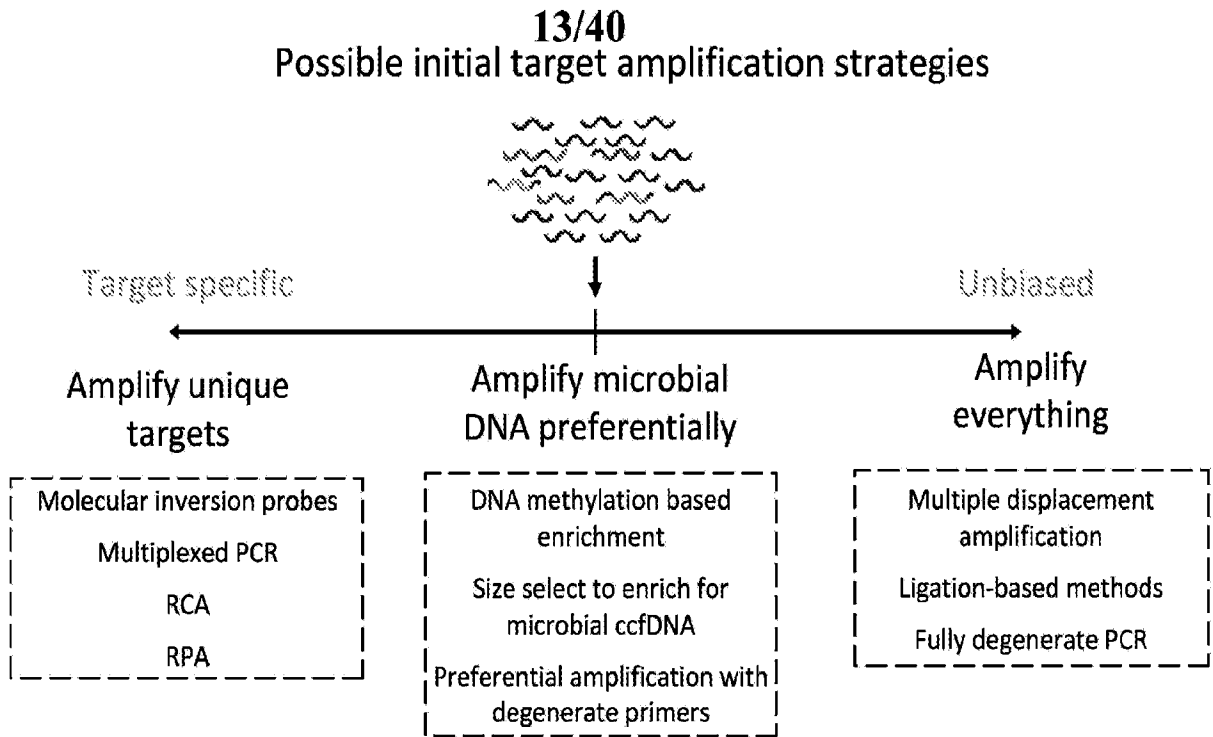 13/40
Possible initial target amplification strategies
Target specific
Unbiased
Amplify unique
targets
Molecular inversion probes
Multiplexed PCR
RCA
RPA
Amplify microbial
DNA preferentially
DNA methylation based
enrichment
Size select to enrich for
microbial ccfDNA
Preferential amplification with
degenerate primers
Amplify
everything
Multiple displacement
amplification
Ligation-based methods
Fully degenerate PCR